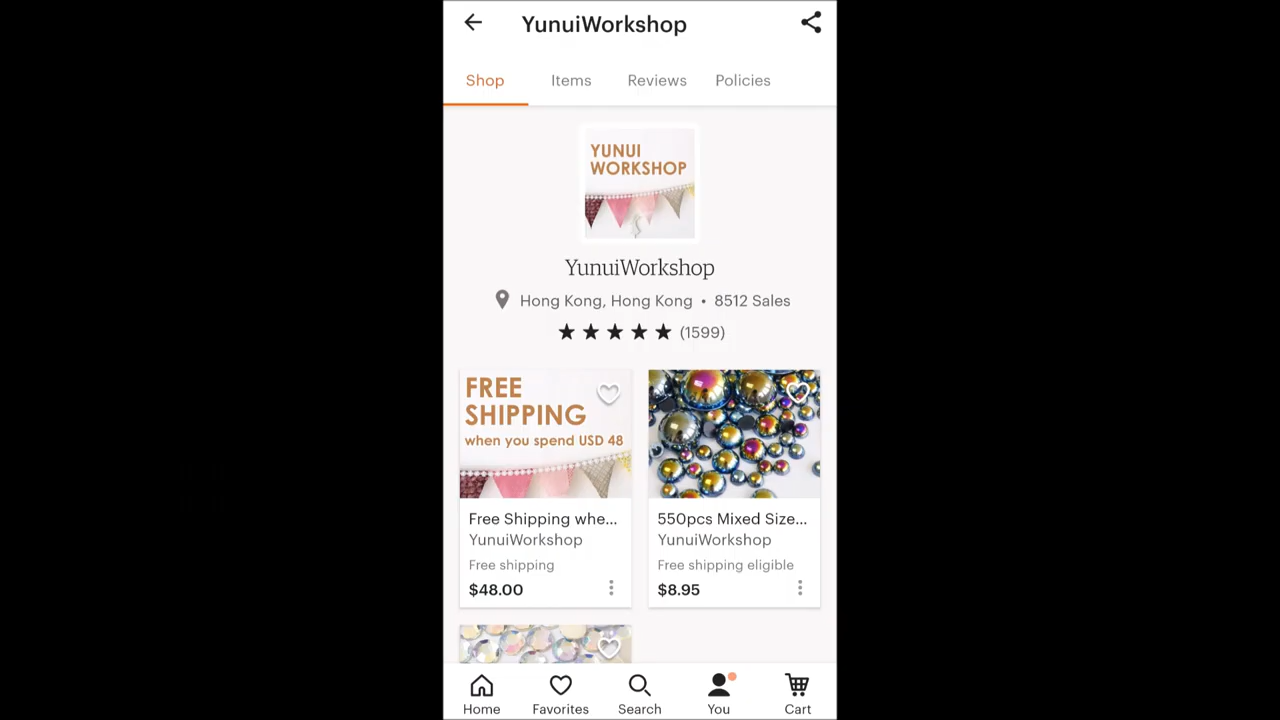 YunuiWorkshop
Shop Items Reviews Policies
YUNUI
WORKSHOP
YunuiWorkshop
Hong Kong, Hong Kong • 8512 Sales
(1599)
FREE
SHIPPING
when you spend USD 48
Free Shipping whe...
YunuiWorkshop
Free shipping
$48.00
550pcs Mixed Size...
YunuiWorkshop
Free shipping eligible
$8.95
Home Favorites Search You Cart